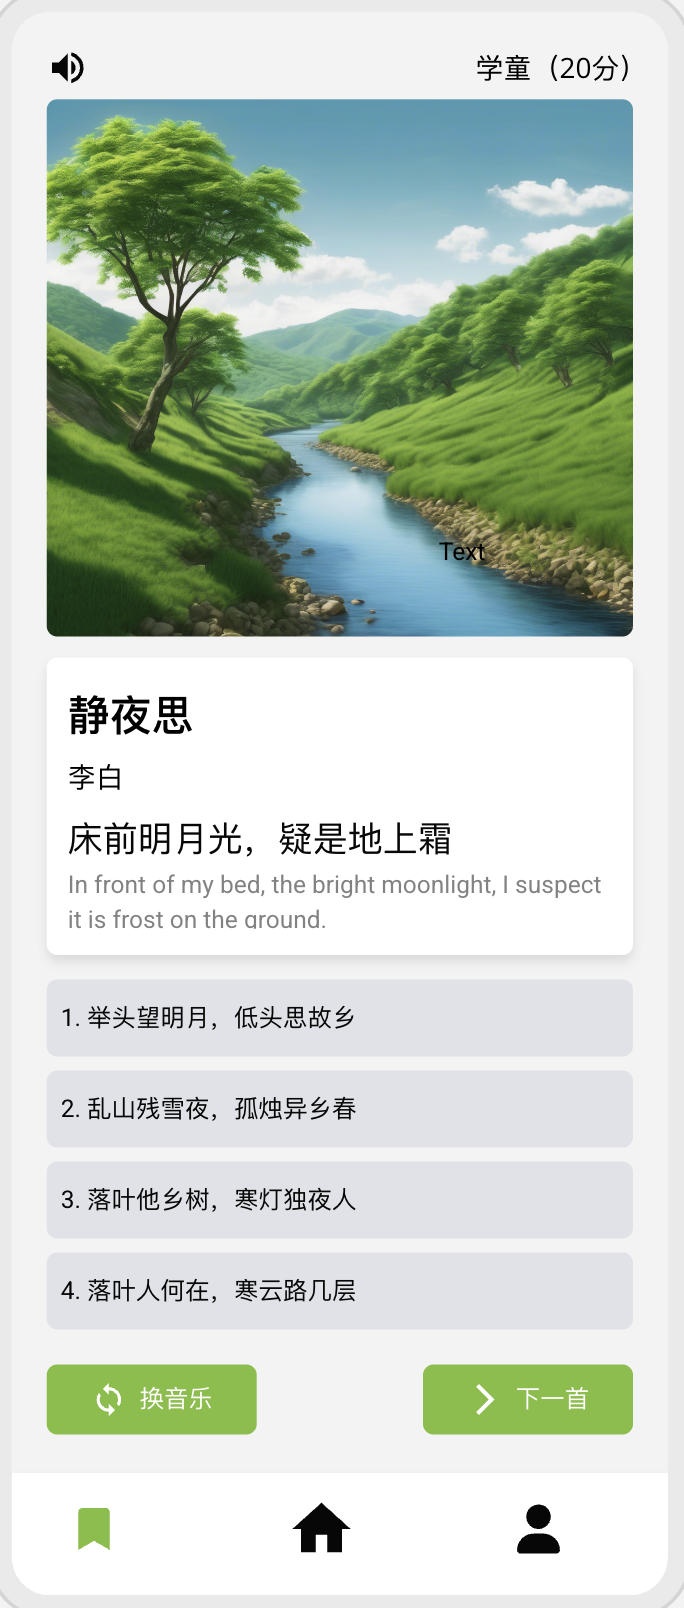 学童（20分）
Text
静夜思
李白
床前明月光，疑是地上霜
In front of my bed, the bright moonlight, I suspect
it is frost on the ground.
1. 举头望明月，低头思故乡
2. 乱山残雪夜，孤烛异乡春
3. 落叶他乡树，寒灯独夜人
4. 落叶人何在，寒云路几层
换音乐
下一首